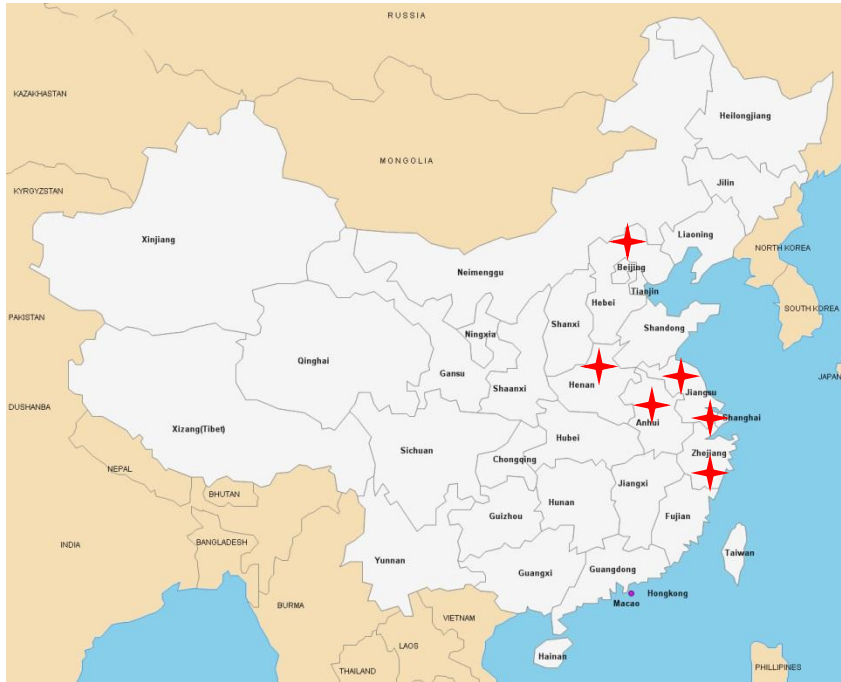 RUSSIA
KAZAKHSTAN
Heilongjiang
MONGOLIA
Jilin
KYRGYZSTAN
Xinjiang
Liaoning
NORTH KOREA
Neimenggu
Beijing
Tianjin
Hebei
SOUTH KOREA
PAKISTAN
Shanxi
Shandong
Ningxia
Qinghai
Gansu
JAPAN
Shaanxi
Henan
Jiangsu
DUSHANBA
Shanghai
Anhui
Xizang(Tibet)
Hubei
Sichuan
Zhejiang
Chongqing
NEPAL
Jiangxi
BHUTAN
Hunan
Guizhou
Fujian
BANGLADESH
INDIA
Taiwan
Yunnan
Guangxi
Guangdong
Hongkong
Macao
BURMA
VIETNAM
LAOS
Hainan
THAILAND
PHILLIPINES